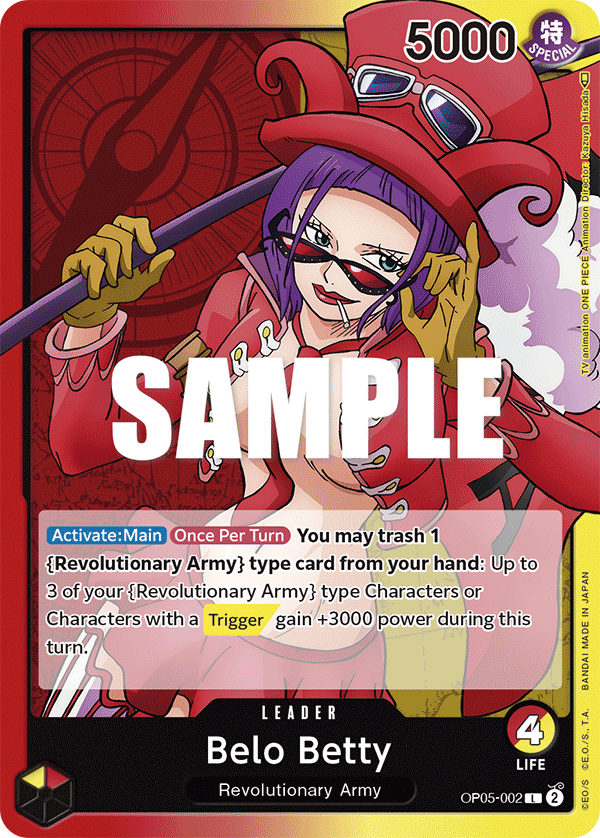 5000
特
SPECIAL
TV animation ONE PIECE Animation Director: Kazuya Hisada
SAMPLE
Activate:Main Once Per Turn You may trash 1
{Revolutionary Army} type card from your hand: Up to
3 of your {Revolutionary Army} type Characters or
Characters with a Trigger gain +3000 power during this
turn.
LEADER
Belo Betty
Revolutionary Army
4
LIFE
OP05-002 L 2
©EO/S ©E.O./S., T.A. BANDAI MADE IN JAPAN